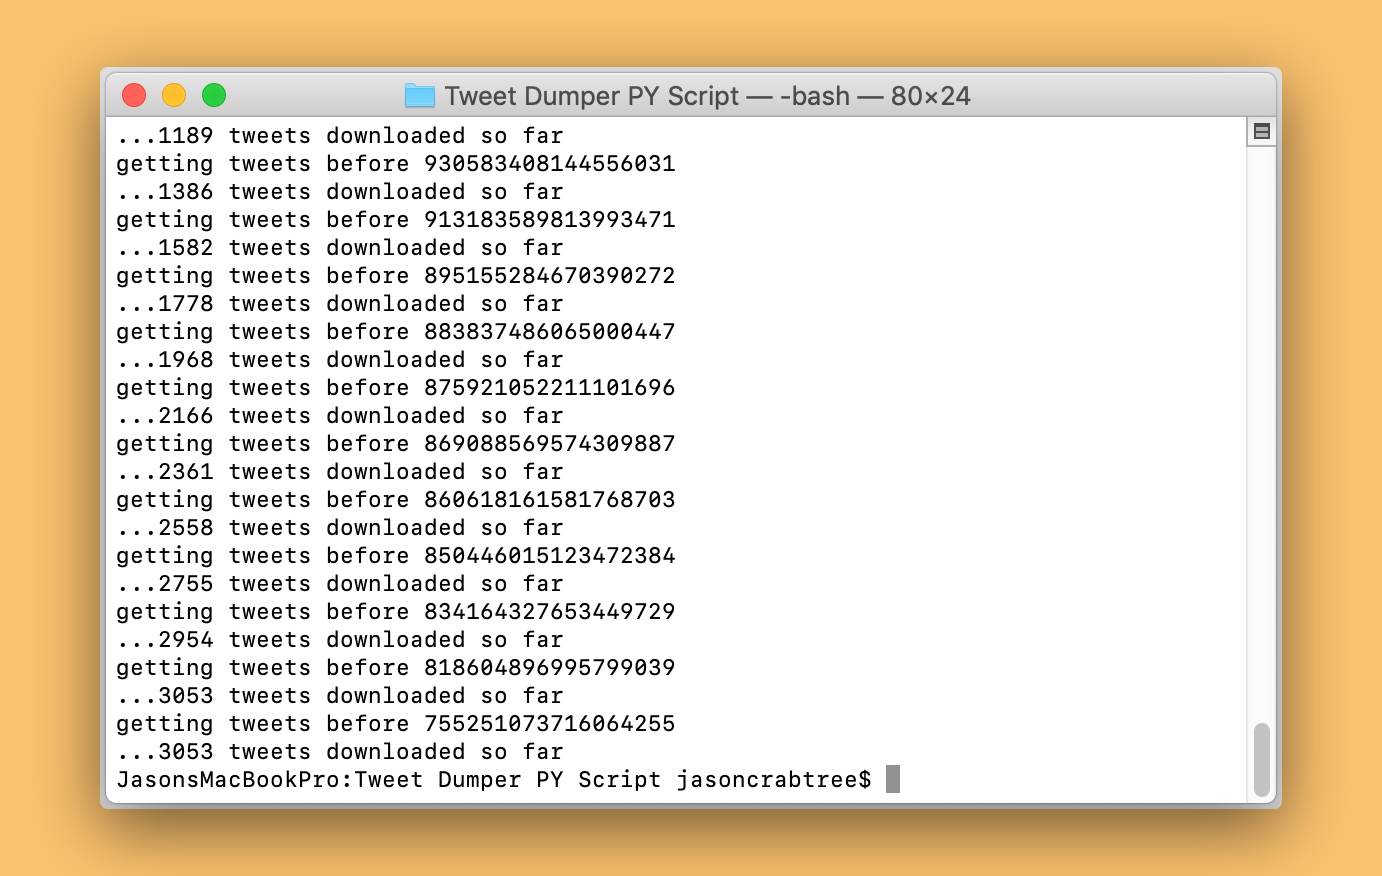 Tweet Dumper PY Script — -bash — 80×24
...1189 tweets downloaded so far
getting tweets before 930583408144556031
...1386 tweets downloaded so far
getting tweets before 913183589813993471
...1582 tweets downloaded so far
getting tweets before 895155284670390272
...1778 tweets downloaded so far
getting tweets before 883837486065000447
...1968 tweets downloaded so far
getting tweets before 875921052211101696
...2166 tweets downloaded so far
getting tweets before 869088569574309887
...2361 tweets downloaded so far
getting tweets before 860618161581768703
...2558 tweets downloaded so far
getting tweets before 850446015123472384
...2755 tweets downloaded so far
getting tweets before 834164327653449729
...2954 tweets downloaded so far
getting tweets before 818604896995799039
...3053 tweets downloaded so far
getting tweets before 755251073716064255
...3053 tweets downloaded so far
JasonsMacBookPro:Tweet Dumper PY Script jasoncrabtree$